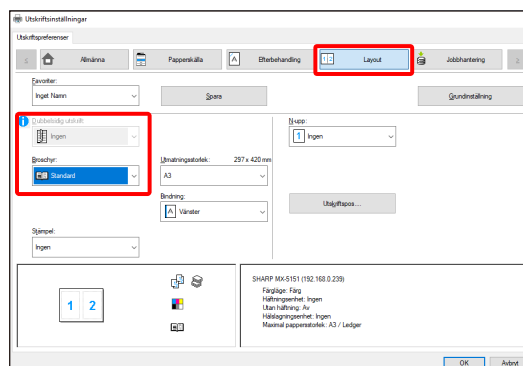 Utskriftsinställningar
Utskriftspreferenser
Allmänna
Papperskälla
Efterbehandling
Layout
Jobbhantering
Favoriter:
Inget Namn
Spara
Grundinställning
Dubbelsidig utskrift:
Ingen
N-upp:
1 Ingen
Broschyr:
Standard
Utmatningsstorlek: 297 x 420 mm
A3
Bindning:
Vänster
Utskriftspos....
Stämpel:
Ingen
1 2
SHARP MX-5151 (192.168.0.239)
Färgläge: Färg
Häftningsenhet: Ingen
Utan häftning: Av
Hålslagningsenhet: Ingen
Maximal pappersstorlek: A3 / Ledger
OK Avbryt